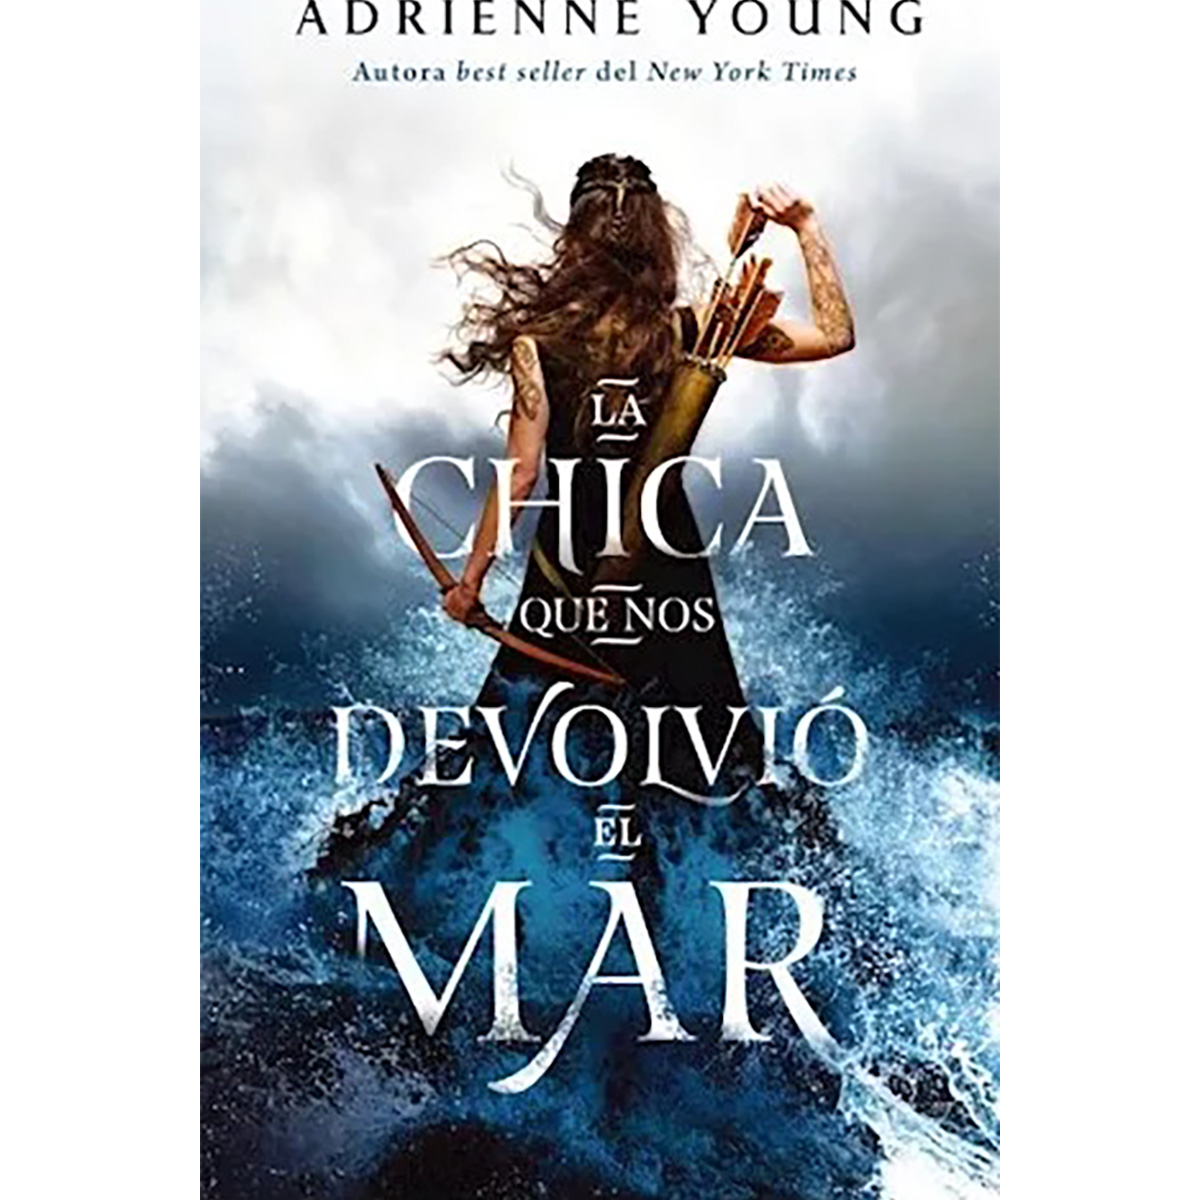 ADRIENNE YOUNG
Autora best seller del New York Times
LA
CHICA
QUE NOS
DEVOLVIÓ
EL
MAR